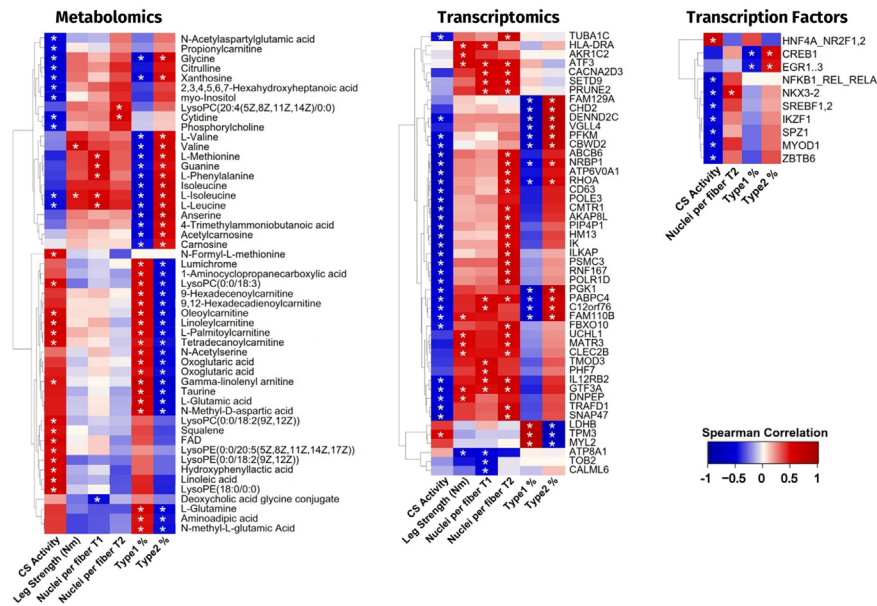 Metabolomics
N-Acetylaspartylglutamic acid
Propionylcarnitine
Glycine
Citrulline
Xanthosine
2,3,4,5,6,7-Hexahydroxyheptanoic acid
myo-Inositol
LysoPC(20:4(5Z,8Z,11Z,14Z)/0:0)
Cytidine
Phosphorylcholine
L-Valine
Valine
L-Methionine
Guanine
L-Phenylalanine
Isoleucine
L-Isoleucine
L-Leucine
Anserine
4-Trimethylammoniobutanoic acid
Acetylcarnosine
Carnosine
N-Formyl-L-methionine
Lumichrome
1-Aminocyclopropanecarboxylic acid
LysoPC(0:0/18:3)
9-Hexadecenoylcarnitine
9,12-Hexadecadienoylcarnitine
Oleoylcarnitine
Linoleylcarnitine
L-Palmitoylcarnitine
Tetradecanoylcarnitine
N-Acetylserine
Oxoglutaric acid
Oxoglutaric acid
Gamma-linolenyl arnitine
Taurine
L-Glutamic acid
N-Methyl-D-aspartic acid
LysoPC(0:0/18:2(9Z,12Z))
Squalene
FAD
LysoPE(0:0/20:5(5Z,8Z,11Z,14Z,17Z))
LysoPE(0:0/18:2(9Z,12Z))
Hydroxyphenyllactic acid
Linoleic acid
LysoPE(18:0/0:0)
Deoxycholic acid glycine conjugate
L-Glutamine
Aminoadipic acid
N-methyl-L-glutamic Acid
CS Activity
Leg Strength (Nm)
Nuclei per fiber T1
Nuclei per fiber T2
Type1 %
Type2 %
Transcriptomics
TUBA1C
HLA-DRA
AKR1C2
ATF3
CACNA2D3
SETD9
PRUNE2
FAM129A
CHD2
DENND2C
VGLL4
PFKM
CBWD2
ABCB6
NRBP1
ATP6V0A1
RHOA
CD63
POLE3
CMTR1
AKAP8L
PIP4P1
HM13
IK
ILKAP
PSMC3
RNF167
POLR1D
PGK1
PABPC4
C12orf76
FAM110B
FBXO10
UCHL1
MATR3
CLEC2B
TMOD3
PHF7
IL12RB2
GTF3A
DNPEP
TRAFD1
SNAP47
LDHB
TPM3
MYL2
ATP8A1
TOB2
CALML6
CS Activity
Leg Strength (Nm)
Nuclei per fiber T1
Nuclei per fiber T2
Type1 %
Type2 %
Transcription Factors
HNF4A_NR2F1,2
CREB1
EGR1..3
NFKB1_REL_RELA
NKX3-2
SREBF1,2
IKZF1
SPZ1
MYOD1
ZBTB6
CS Activity
Nuclei per fiber T2
Type1 %
Type2 %
Spearman Correlation
-1 -0.5 0 0.5 1